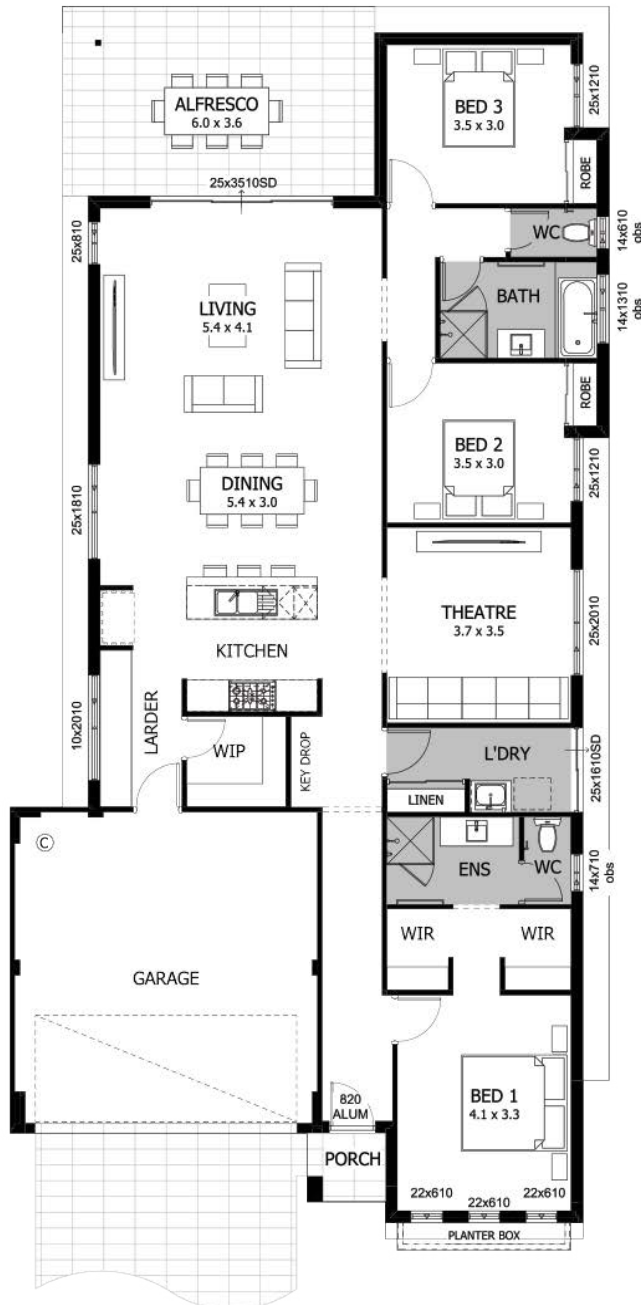 ALFRESCO
6.0 x 3.6
BED 3
3.5 x 3.0
25x1210
ROBE
25x3510SD
WC
14x610
obs
25x810
LIVING
5.4 x 4.1
BATH
14x1310
obs
ROBE
BED 2
3.5 x 3.0
25x1210
DINING
5.4 x 3.0
25x1810
THEATRE
3.7 x 3.5
25x2010
KITCHEN
LARDER
10x2010
WIP
KEY DROP
L'DRY
25x1610SD
LINEN
C
ENS
WC
14x710
obs
WIR
WIR
GARAGE
820
ALUM
BED 1
4.1 x 3.3
PORCH
22x610
22x610
22x610
PLANTER BOX